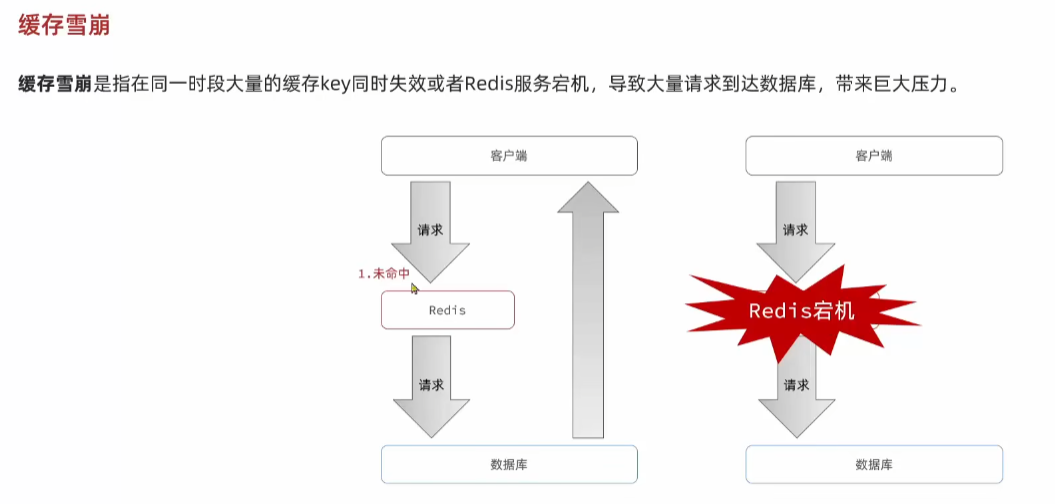 缓存雪崩
缓存雪崩是指在同一时段大量的缓存key同时失效或者Redis服务宕机，导致大量请求到达数据库，带来巨大压力。
客户端
请求
1.未命中
Redis
请求
数据库
客户端
请求
Redis宕机
请求
数据库